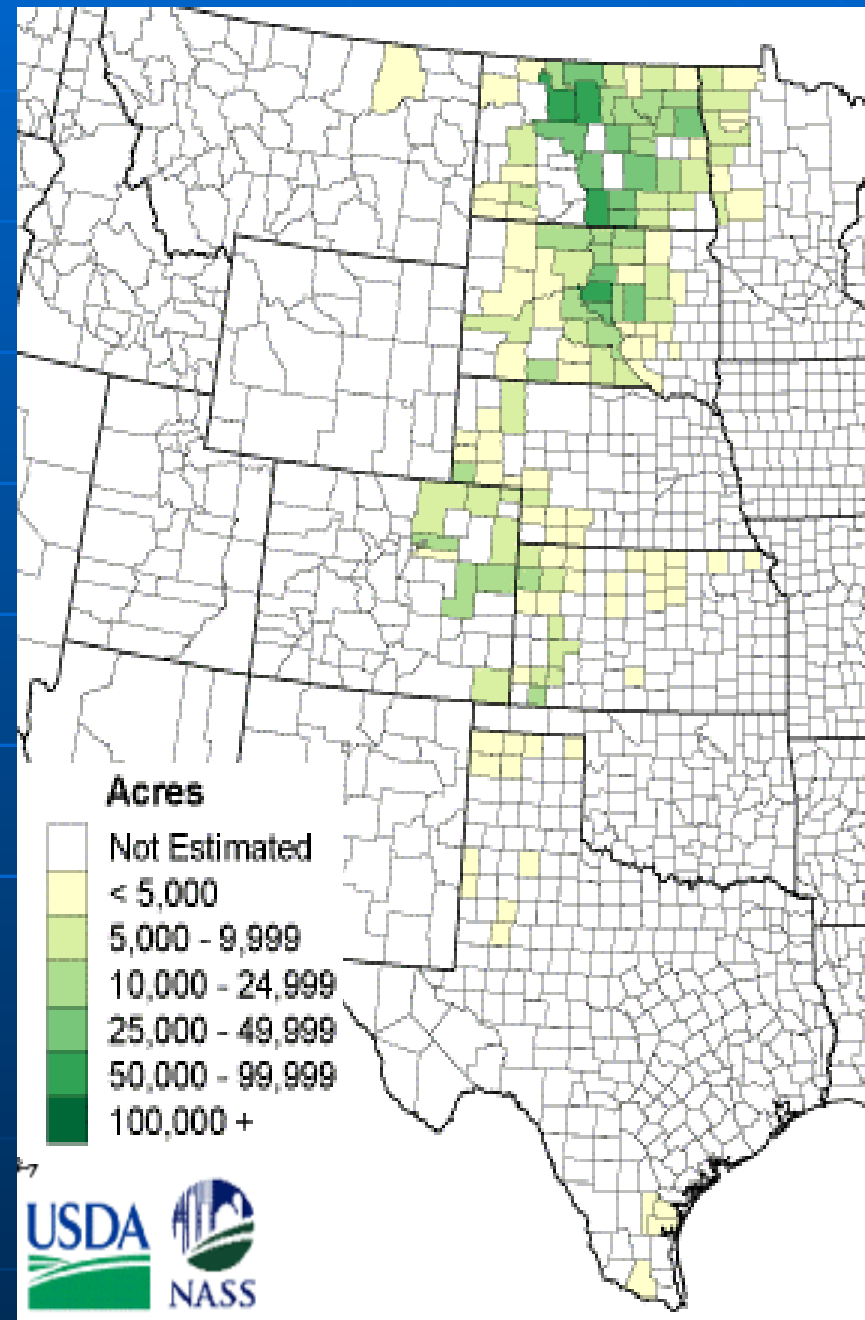 Acres
Not Estimated
< 5,000
5,000 - 9,999
10,000 - 24,999
25,000 - 49,999
50,000 - 99,999
100,000 +
USDA
NASS